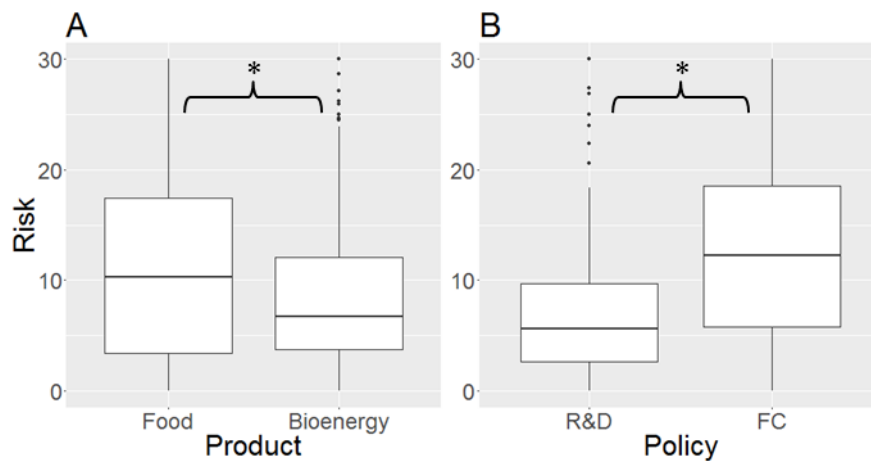 A
30
20
10
0
Risk
*
Food
Bioenergy
Product
B
30
20
10
0
*
R&D
FC
Policy